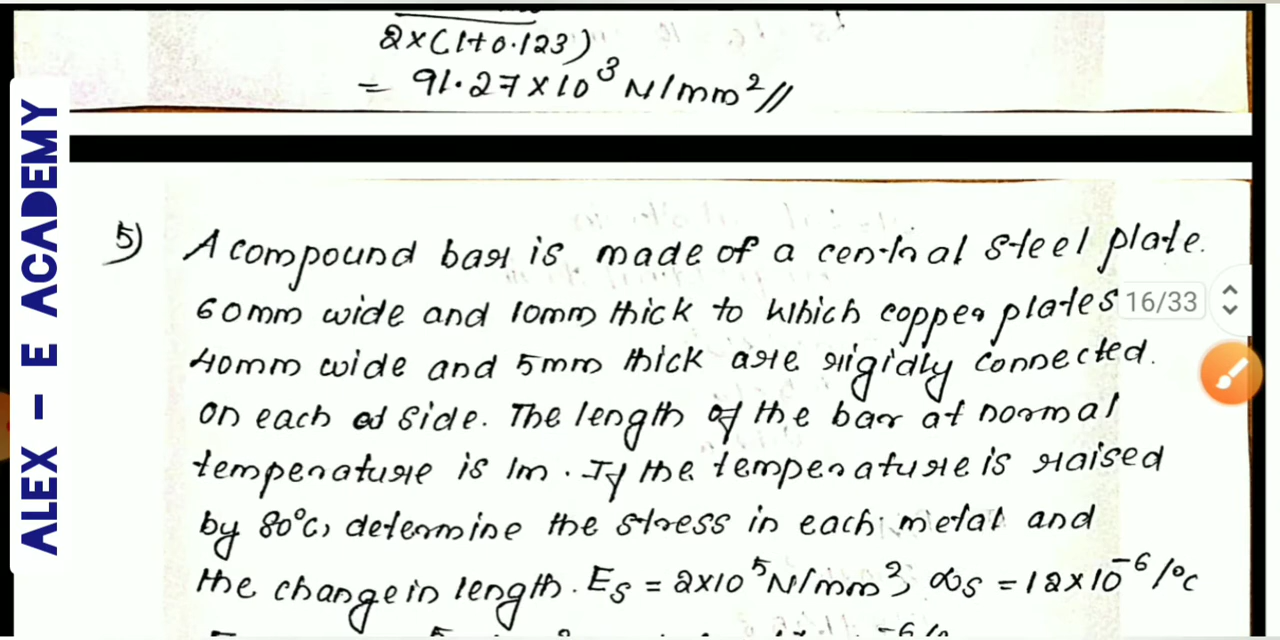 2×(1+0.123)
= 91.27×10³ N/mm²//
ALEX – E ACADEMY
5) A compound bar is made of a central steel plate.
60mm wide and 10mm thick to which copper plates
16/33
40mm wide and 5mm thick are rigidly connected.
on each side. The length of the bar at normal
temperature is 1m. If the temperature is raised
by 80°C, determine the stress in each metal and
the change in length. Es = 2×10⁵N/mm², αs = 12×10⁻⁶/°c